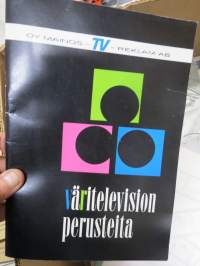 OY MAINOS - TV - REKLAM AB
Väritelevision
perusteita